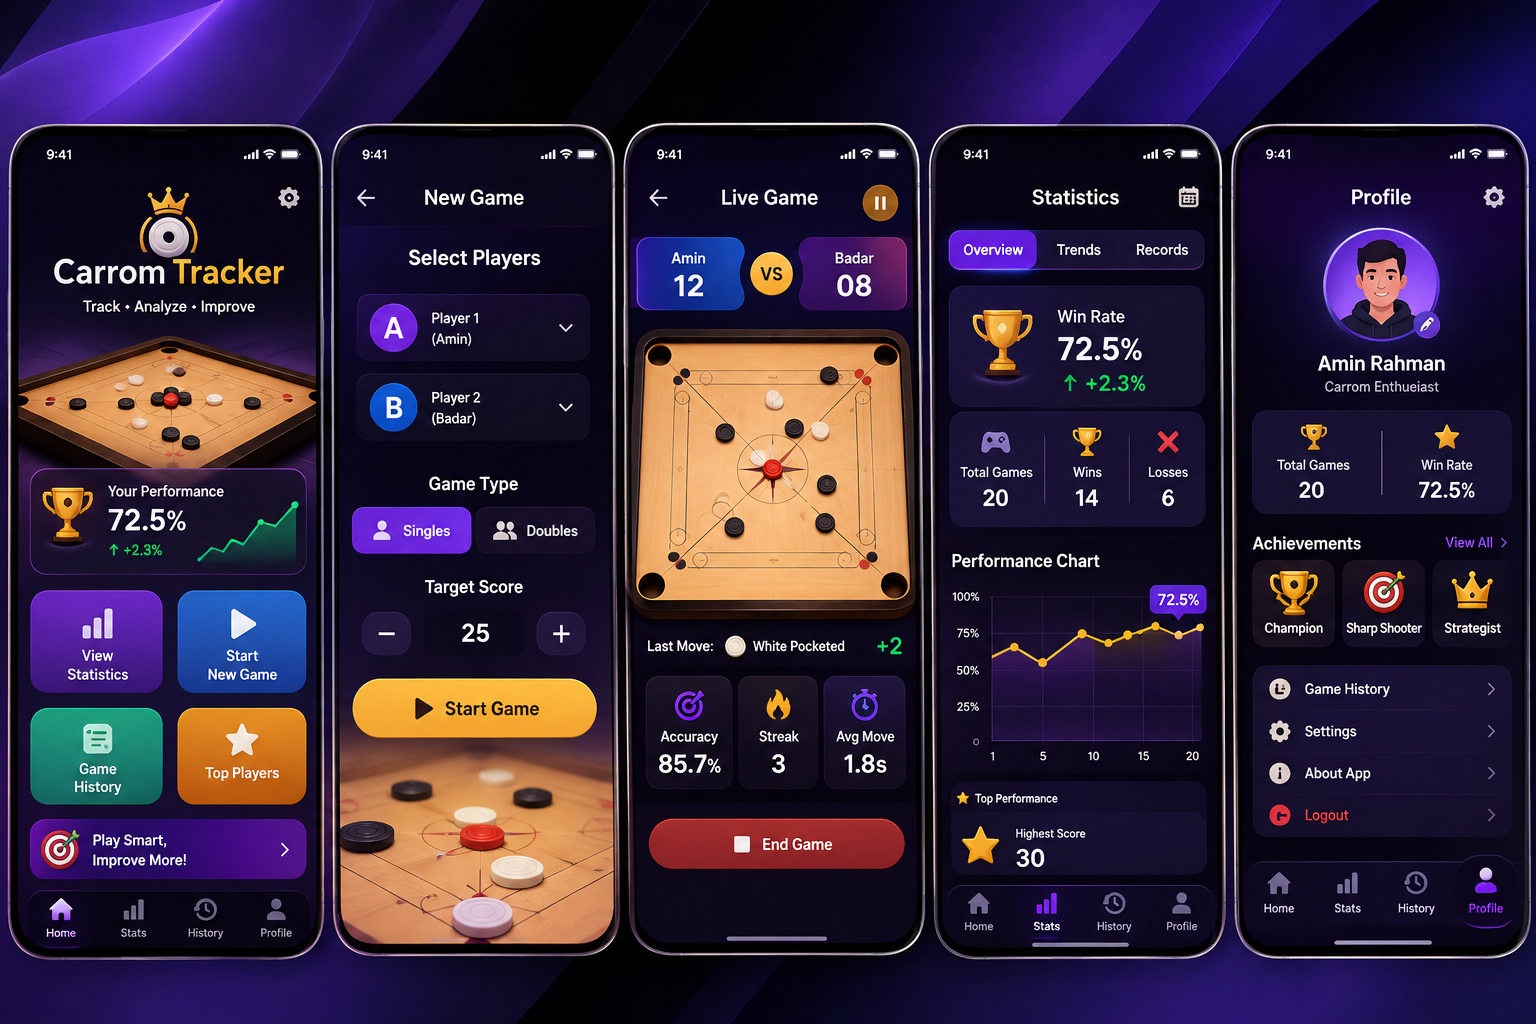 9:41
Carrom Tracker
Track • Analyze • Improve
Your Performance
72.5%
↑ +2.3%
View
Statistics
Start
New Game
Game
History
Top Players
Play Smart,
Improve More!
Home
Stats
History
Profile
9:41
New Game
Select Players
A
Player 1
(Amin)
B
Player 2
(Badar)
Game Type
Singles
Doubles
Target Score
− 25 +
Start Game
9:41
Live Game
Amin
12
VS
Badar
08
Last Move: White Pocketed +2
Accuracy
85.7%
Streak
3
Avg Move
1.8s
End Game
9:41
Statistics
Overview
Trends
Records
Win Rate
72.5%
↑ +2.3%
Total Games
20
Wins
14
Losses
6
Performance Chart
72.5%
100%
75%
50%
25%
0
1 5 10 15 20
Top Performance
Highest Score
30
Home
Stats
History
Profile
9:41
Profile
Amin Rahman
Carrom Enthueiast
Total Games
20
Win Rate
72.5%
Achievements
View All >
Champion
Sharp Shooter
Strategist
Game History
Settings
About App
Logout
Home
Stats
History
Profile